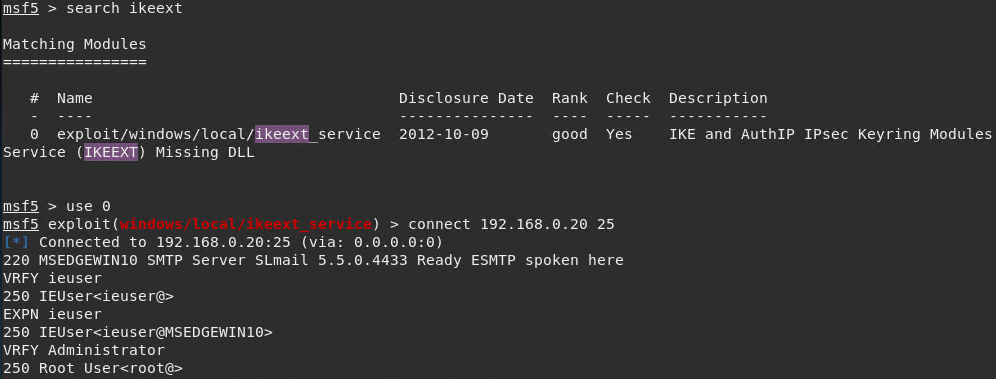 msf5 > search ikeext
Matching Modules
================
# Name Disclosure Date Rank Check Description
- ---- --------------- ---- ----- -----------
0 exploit/windows/local/ikeext_service 2012-10-09 good Yes IKE and AuthIP IPsec Keyring Modules
Service (IKEEXT) Missing DLL
msf5 > use 0
msf5 exploit(windows/local/ikeext_service) > connect 192.168.0.20 25
[*] Connected to 192.168.0.20:25 (via: 0.0.0.0:0)
220 MSEDGEWIN10 SMTP Server SLmail 5.5.0.4433 Ready ESMTP spoken here
VRFY ieuser
250 IEUser<ieuser@>
EXPN ieuser
250 IEUser<ieuser@MSEDGEWIN10>
VRFY Administrator
250 Root User<root@>